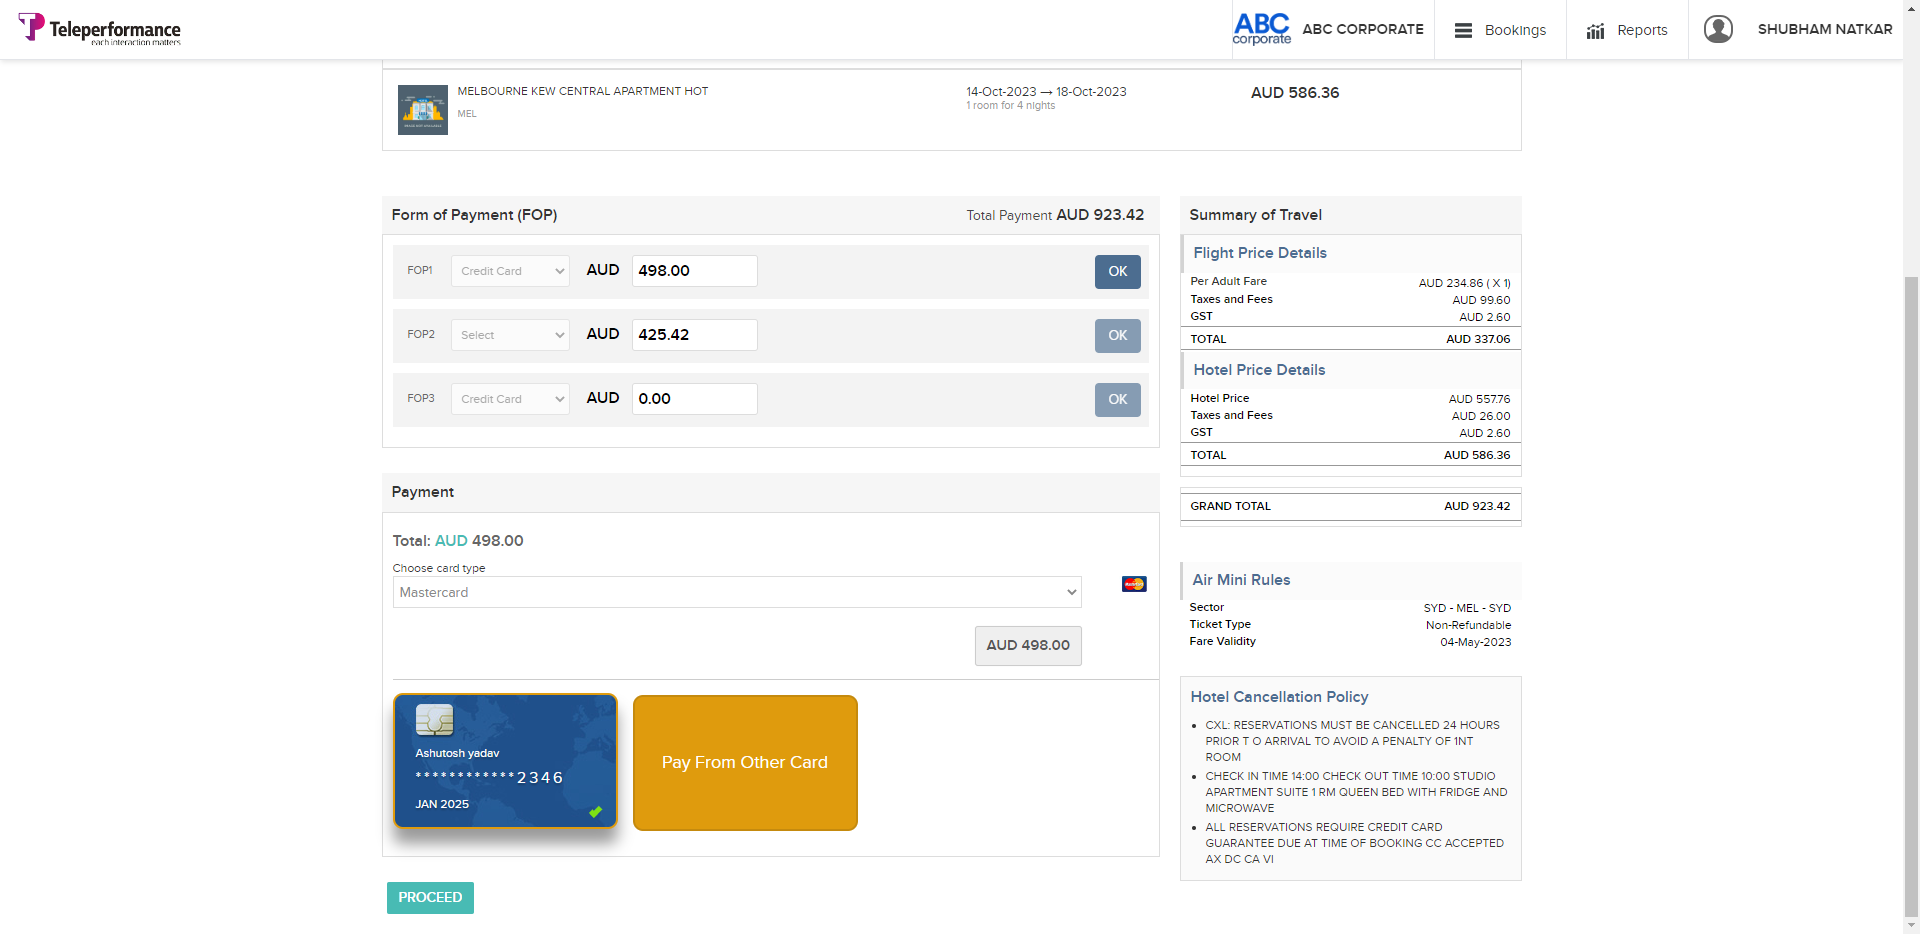 Teleperformance
each interaction matters
ABC
corporate
ABC CORPORATE
Bookings
Reports
SHUBHAM NATKAR
MELBOURNE KEW CENTRAL APARTMENT HOT
MEL
14-Oct-2023 → 18-Oct-2023
1 room for 4 nights
AUD 586.36
Form of Payment (FOP)
Total Payment AUD 923.42
FOP1 Credit Card AUD 498.00 OK
FOP2 Select AUD 425.42 OK
FOP3 Credit Card AUD 0.00 OK
Payment
Total: AUD 498.00
Choose card type
Mastercard
AUD 498.00
Ashutosh yadav
************2346
JAN 2025
Pay From Other Card
PROCEED
Summary of Travel
Flight Price Details
Per Adult Fare AUD 234.86 ( X 1)
Taxes and Fees AUD 99.60
GST AUD 2.60
TOTAL AUD 337.06
Hotel Price Details
Hotel Price AUD 557.76
Taxes and Fees AUD 26.00
GST AUD 2.60
TOTAL AUD 586.36
GRAND TOTAL AUD 923.42
Air Mini Rules
Sector SYD - MEL - SYD
Ticket Type Non-Refundable
Fare Validity 04-May-2023
Hotel Cancellation Policy
• CXL: RESERVATIONS MUST BE CANCELLED 24 HOURS
PRIOR T O ARRIVAL TO AVOID A PENALTY OF 1NT
ROOM
• CHECK IN TIME 14:00 CHECK OUT TIME 10:00 STUDIO
APARTMENT SUITE 1 RM QUEEN BED WITH FRIDGE AND
MICROWAVE
• ALL RESERVATIONS REQUIRE CREDIT CARD
GUARANTEE DUE AT TIME OF BOOKING CC ACCEPTED
AX DC CA VI